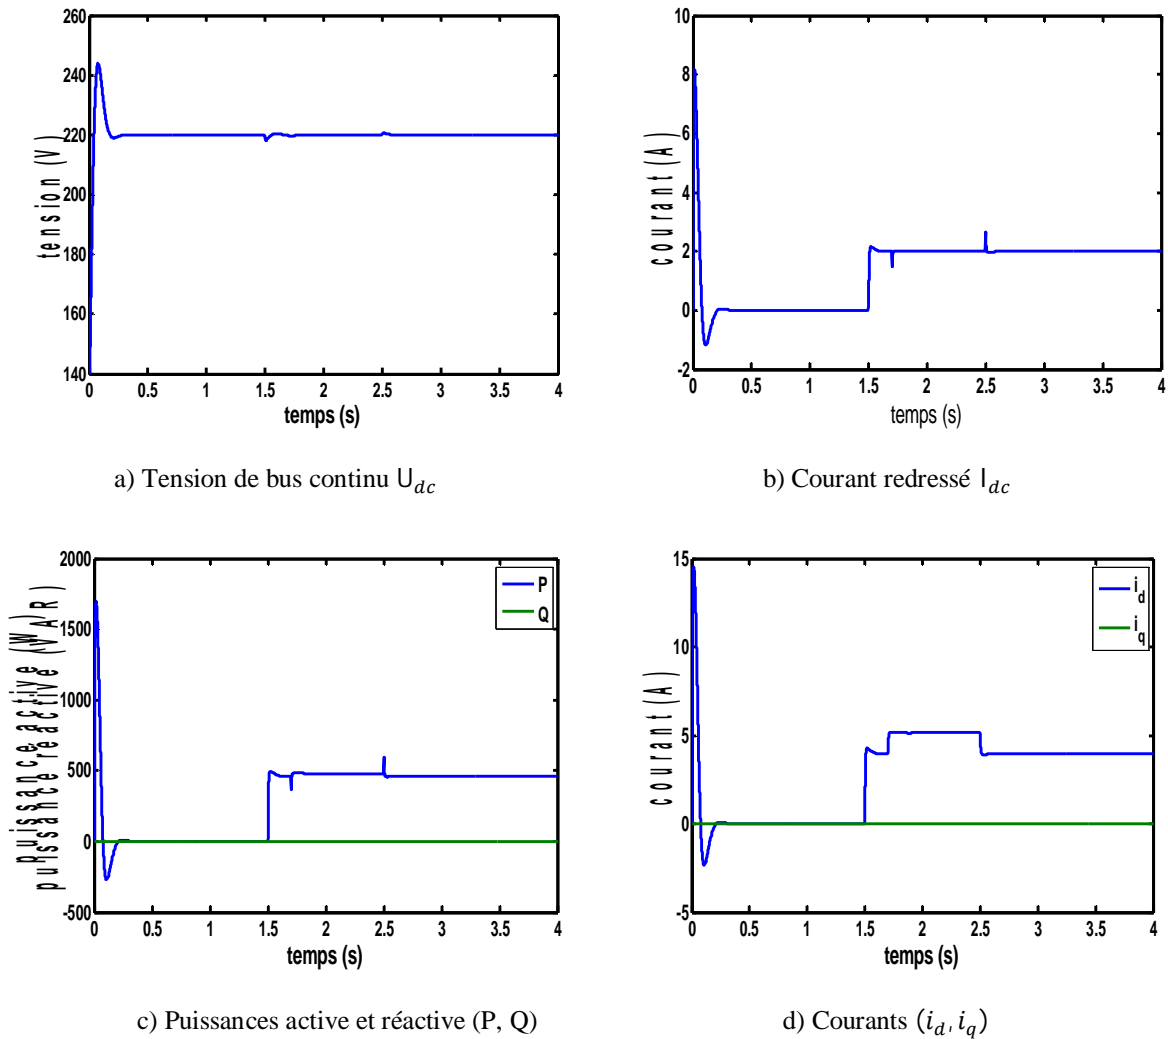 260
240
220
200
180
160
140
0 0.5 1 1.5 2 2.5 3 3.5 4
tension (V)
temps (s)
a) Tension de bus continu U_dc
10
8
6
4
2
0
-2
0 0.5 1 1.5 2 2.5 3 3.5 4
courant (A)
temps (s)
b) Courant redressé I_dc
2000
1500
1000
500
0
-500
0 0.5 1 1.5 2 2.5 3 3.5 4
puissance active (W)
puissance réactive (VAR)
P
Q
temps (s)
c) Puissances active et réactive (P, Q)
15
10
5
0
-5
0 0.5 1 1.5 2 2.5 3 3.5 4
courant (A)
i_d
i_q
temps (s)
d) Courants (i_d, i_q)